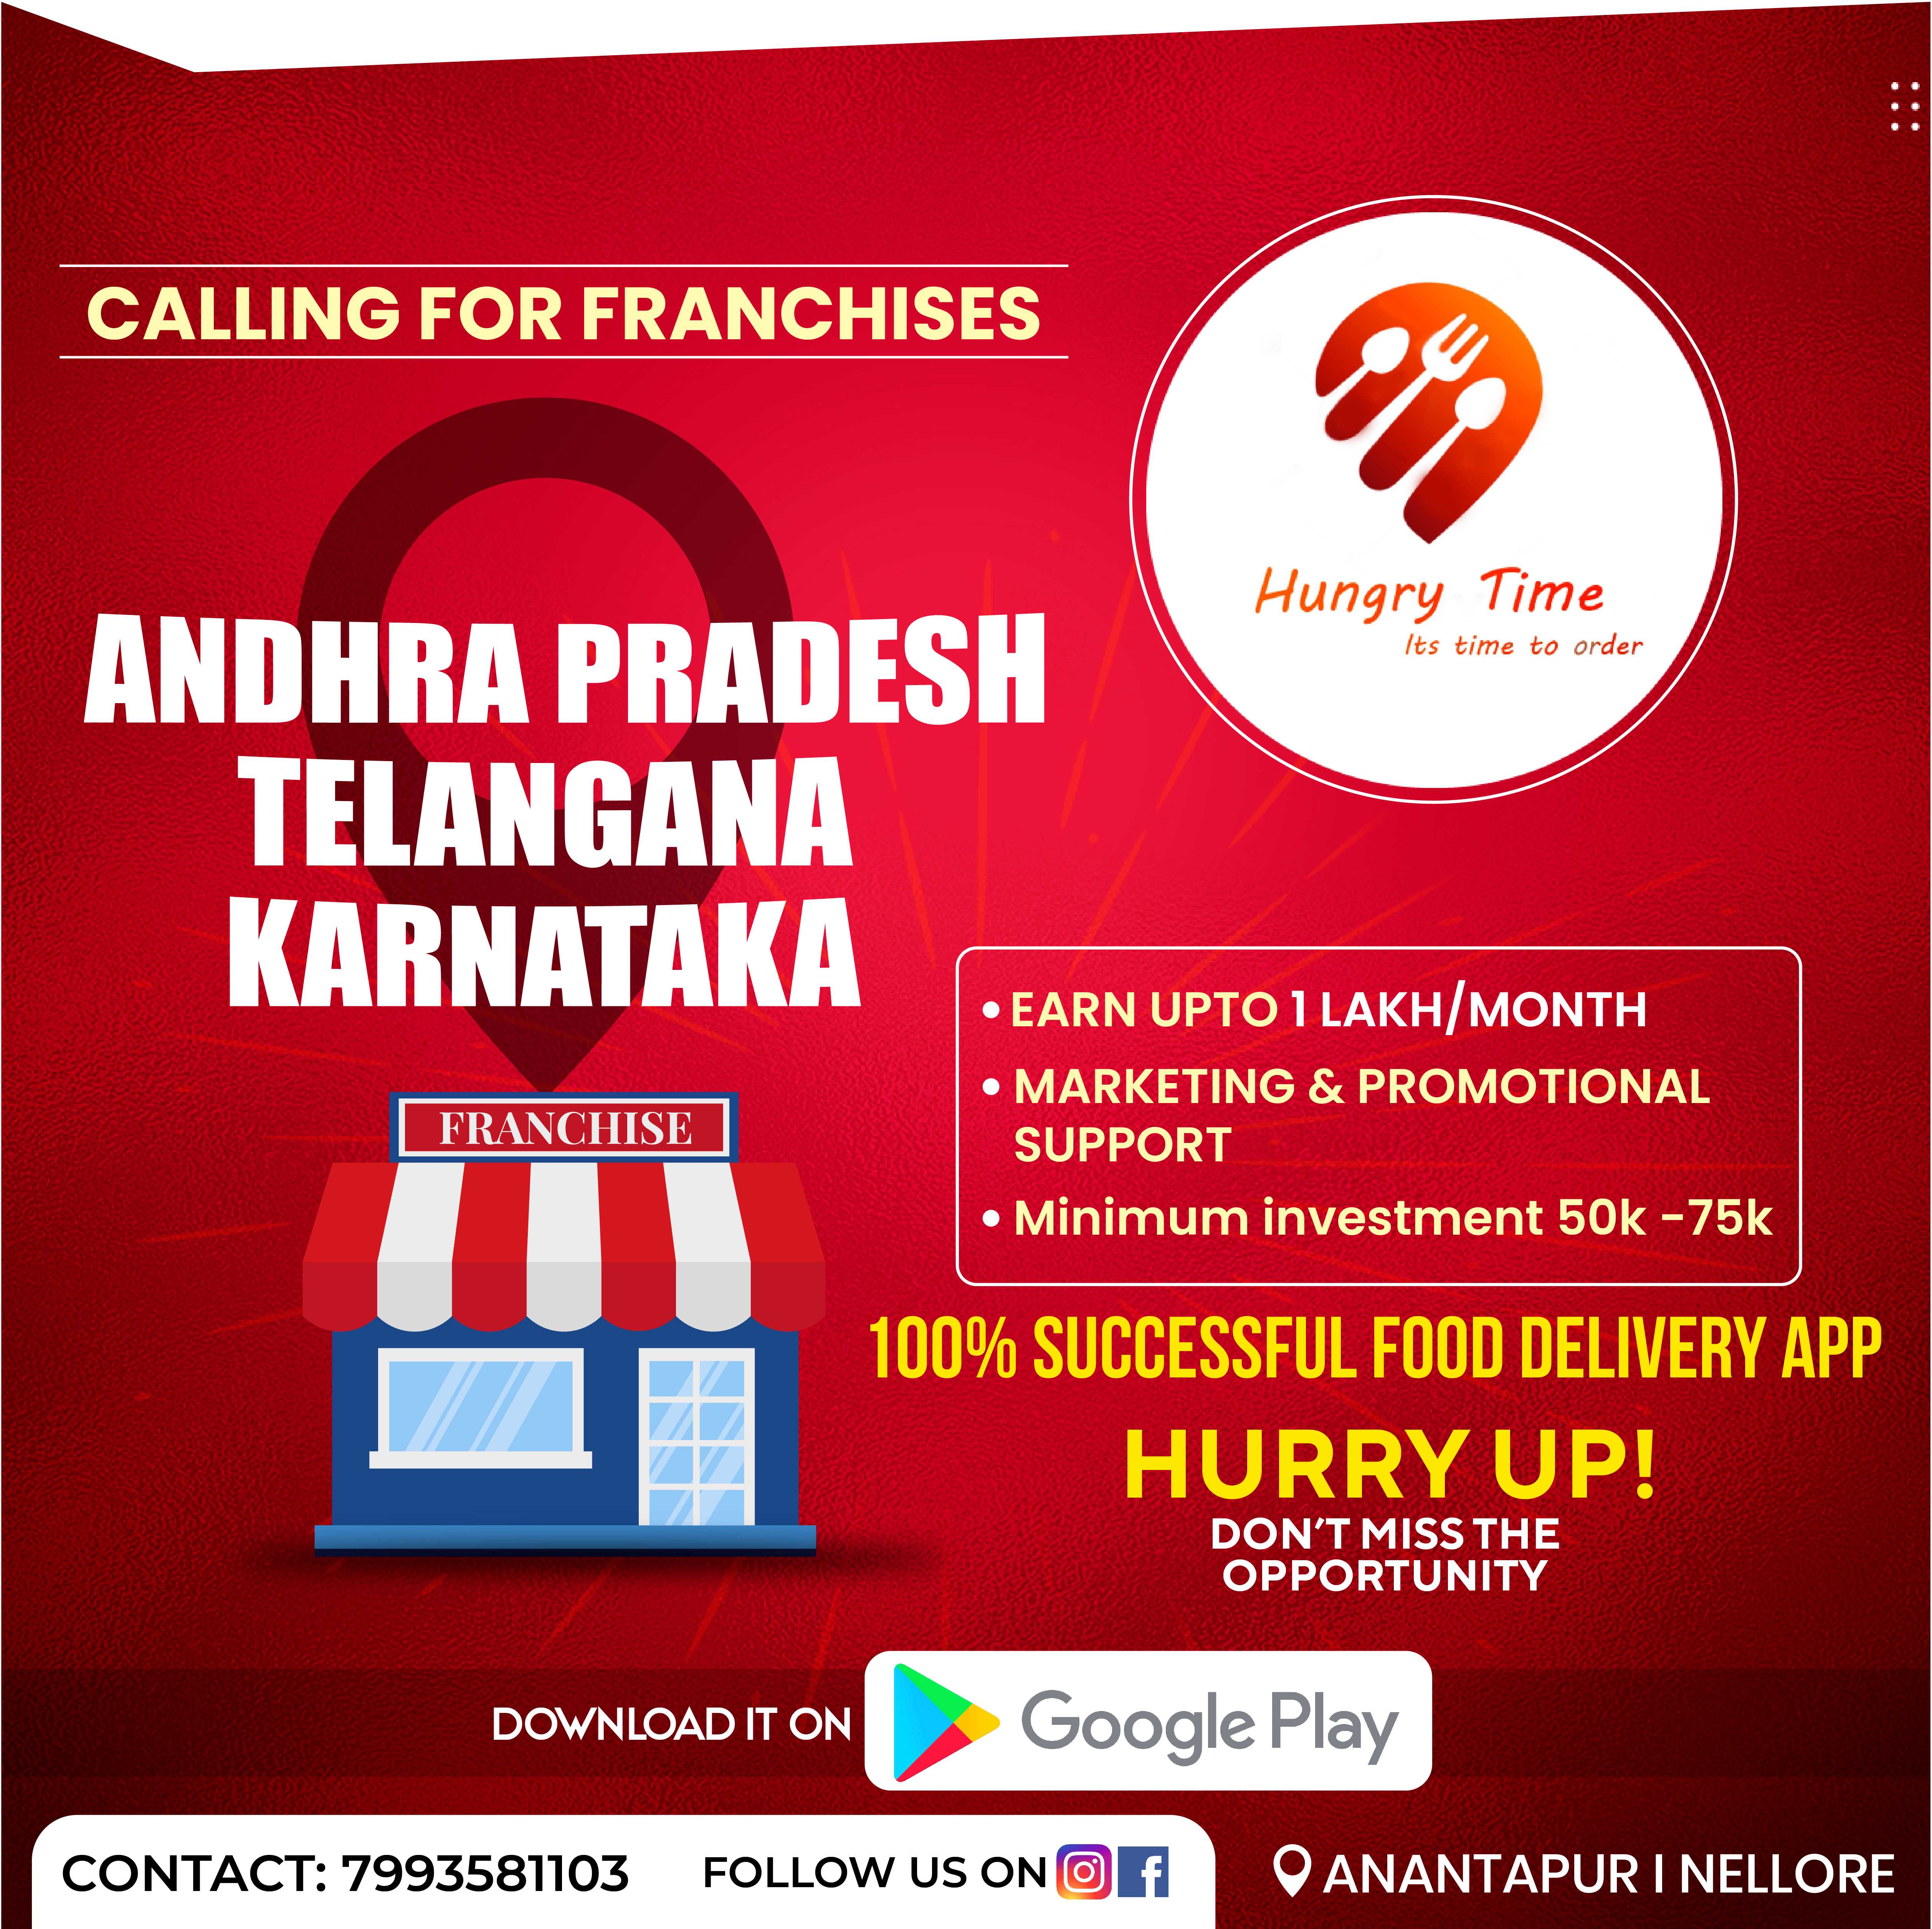 CALLING FOR FRANCHISES
Hungry Time
Its time to order
ANDHRA PRADESH
TELANGANA
KARNATAKA
• EARN UPTO 1 LAKH/MONTH
• MARKETING & PROMOTIONAL
SUPPORT
• Minimum investment 50k -75k
FRANCHISE
100% SUCCESSFUL FOOD DELIVERY APP
HURRY UP!
DON'T MISS THE
OPPORTUNITY
DOWNLOAD IT ON Google Play
CONTACT: 7993581103 FOLLOW US ON
ANANTAPUR I NELLORE